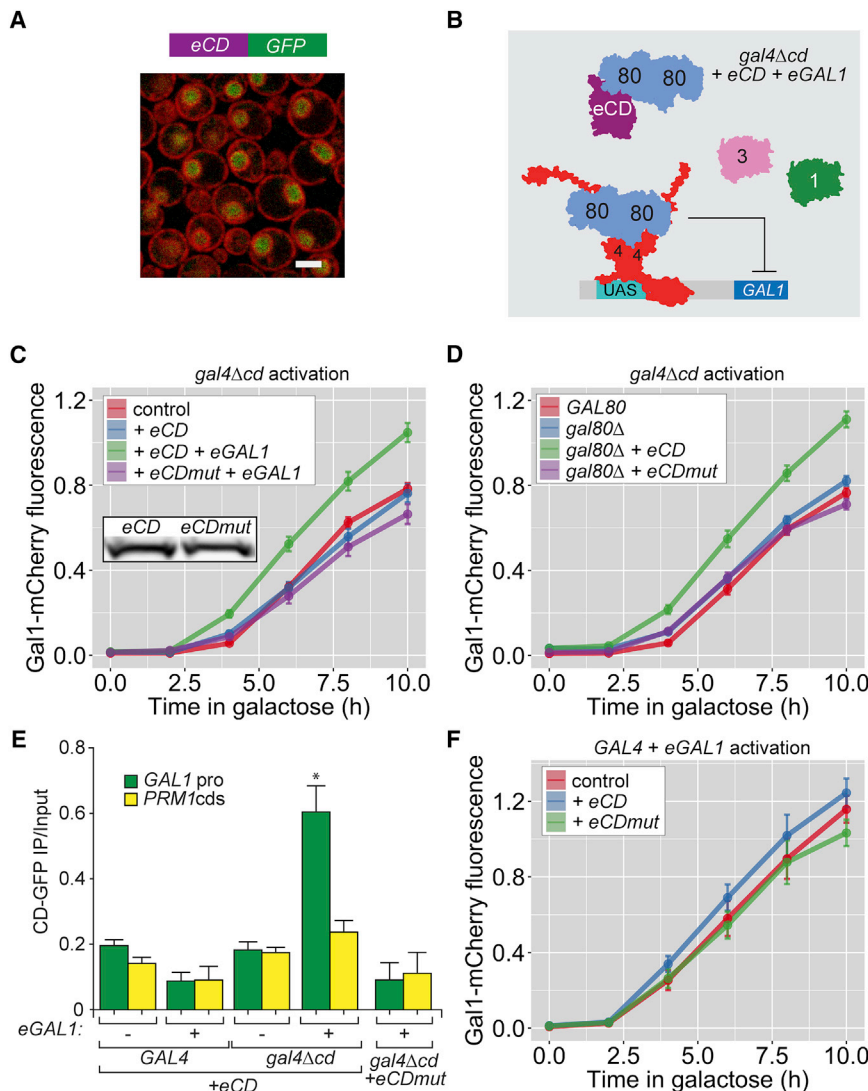 A
eCD GFP
B
gal4Δcd
+ eCD + eGAL1
80 80
eCD
3
1
80 80
4 4
UAS
GAL1
C
gal4Δcd activation
Gal1-mCherry fluorescence
1.2
0.8
0.4
0.0
control
+ eCD
+ eCD + eGAL1
+ eCDmut + eGAL1
eCD eCDmut
0.0 2.5 5.0 7.5 10.0
Time in galactose (h)
D
gal4Δcd activation
Gal1-mCherry fluorescence
1.2
0.8
0.4
0.0
GAL80
gal80Δ
gal80Δ + eCD
gal80Δ + eCDmut
0.0 2.5 5.0 7.5 10.0
Time in galactose (h)
E
CD-GFP IP/Input
0.8
0.6
0.4
0.2
0
GAL1 pro
PRM1cds
*
eGAL1: - + - + +
GAL4 gal4Δcd gal4Δcd
+eCDmut
+eCD
F
GAL4 + eGAL1 activation
Gal1-mCherry fluorescence
1.2
0.8
0.4
0.0
control
+ eCD
+ eCDmut
0.0 2.5 5.0 7.5 10.0
Time in galactose (h)